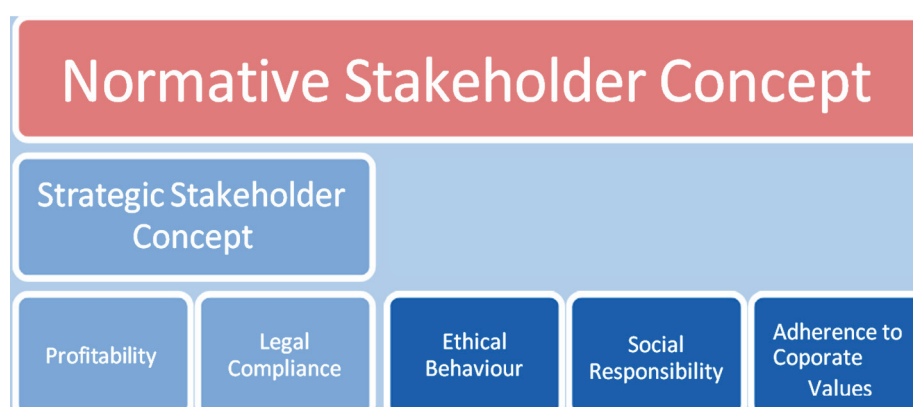 Normative Stakeholder Concept
Strategic Stakeholder
Concept
Profitability
Legal
Compliance
Ethical
Behaviour
Social
Responsibility
Adherence to
Coporate
Values